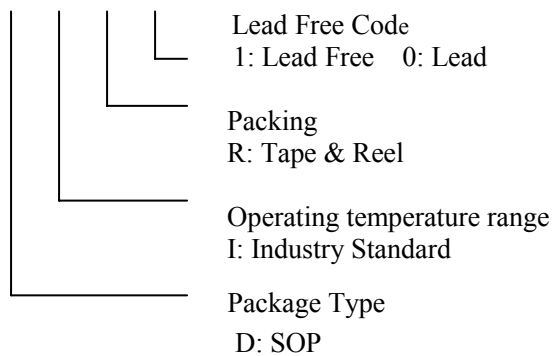 Lead Free Code
1: Lead Free 0: Lead
Packing
R: Tape & Reel
Operating temperature range
I: Industry Standard
Package Type
D: SOP